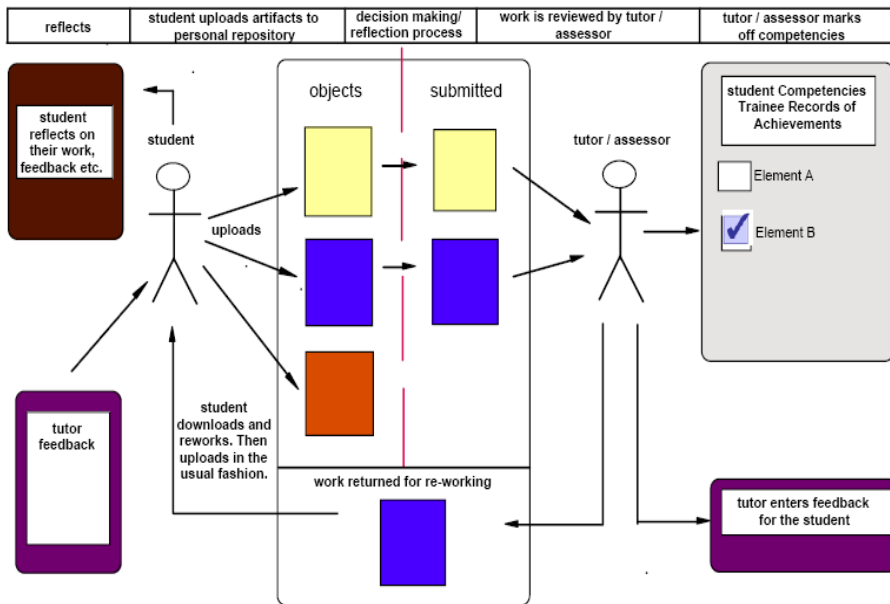 reflects
student uploads artifacts to
personal repository
decision making/
reflection process
work is reviewed by tutor /
assessor
tutor / assessor marks
off competencies
student
reflects on
their work,
feedback etc.
student
uploads
objects
submitted
tutor / assessor
student Competencies
Trainee Records of
Achievements
Element A
Element B
tutor
feedback
student
downloads and
reworks. Then
uploads in the
usual fashion.
work returned for re-working
tutor enters feedback
for the student